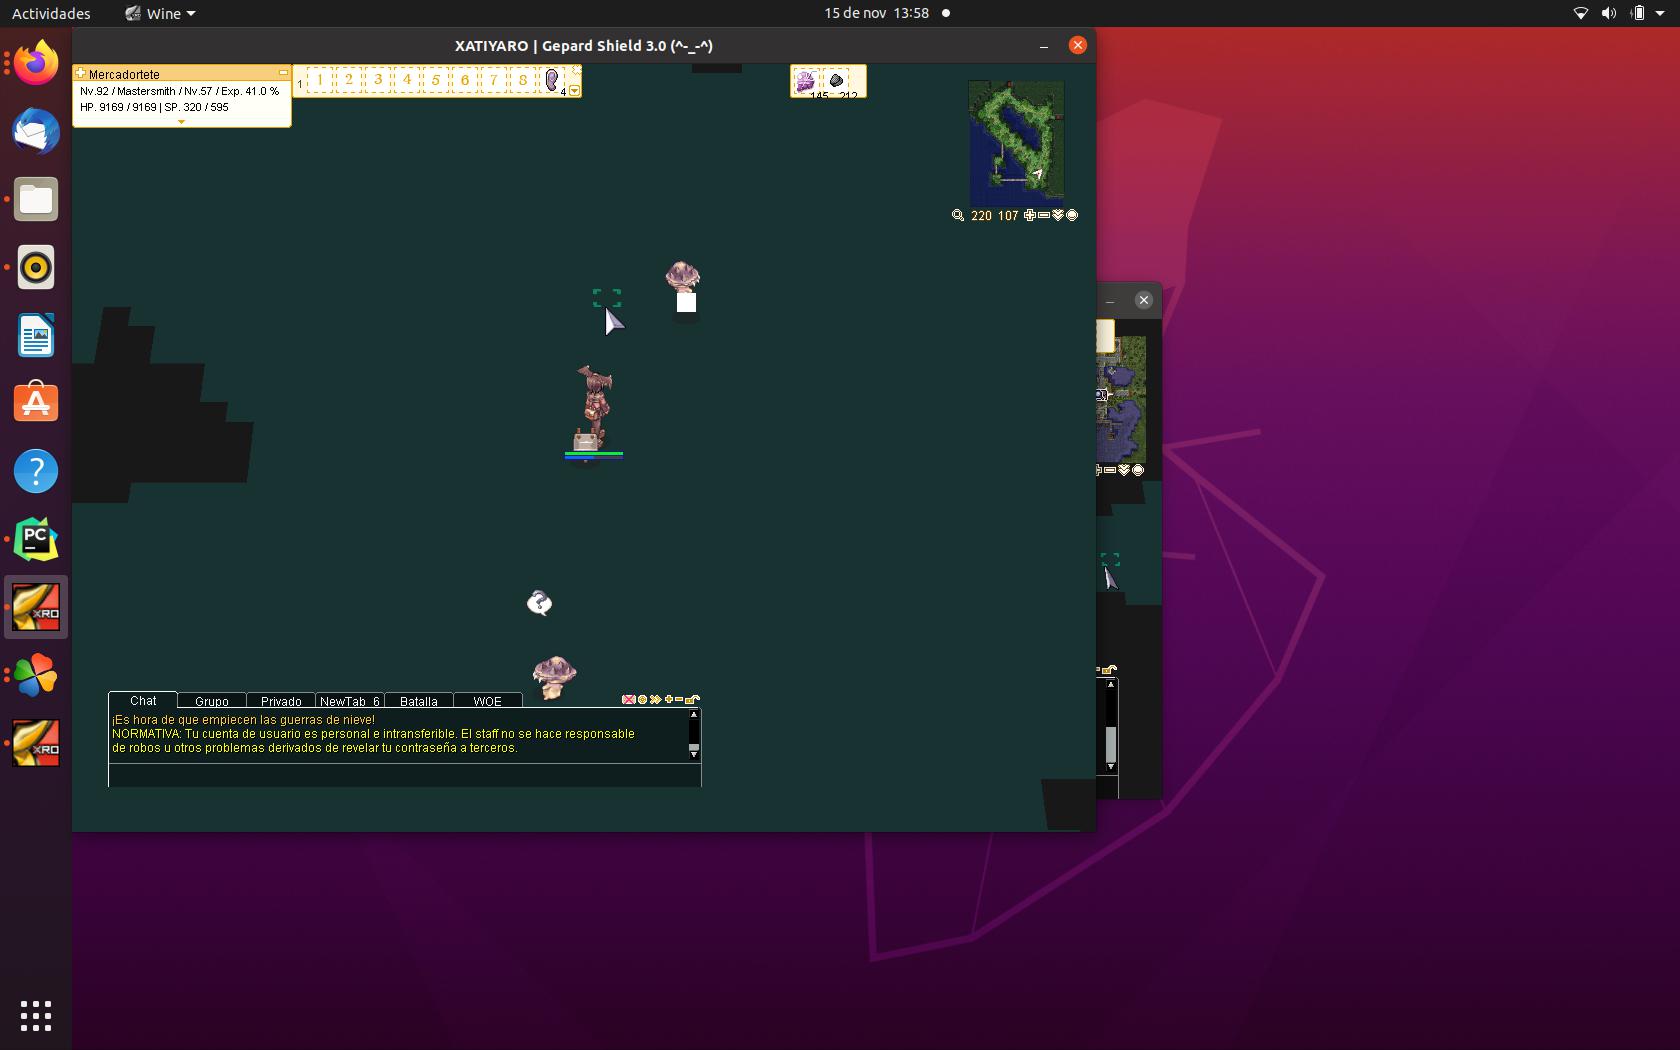 Actividades
Wine
15 de nov 13:58
XATIYARO | Gepard Shield 3.0 (^-_-^)
Mercadortete
Nv.92 / Mastersmith / Nv.57 / Exp. 41.0 %
HP. 9169 / 9169 | SP. 320 / 595
1 1 2 3 4 5 6 7 8 4
145 212
220 107
PC
XRO
XRO
Chat Grupo Privado NewTab_6 Batalla WOE
¡Es hora de que empiecen las guerras de nieve!
NORMATIVA: Tu cuenta de usuario es personal e intransferible. El staff no se hace responsable
de robos u otros problemas derivados de revelar tu contraseña a terceros.